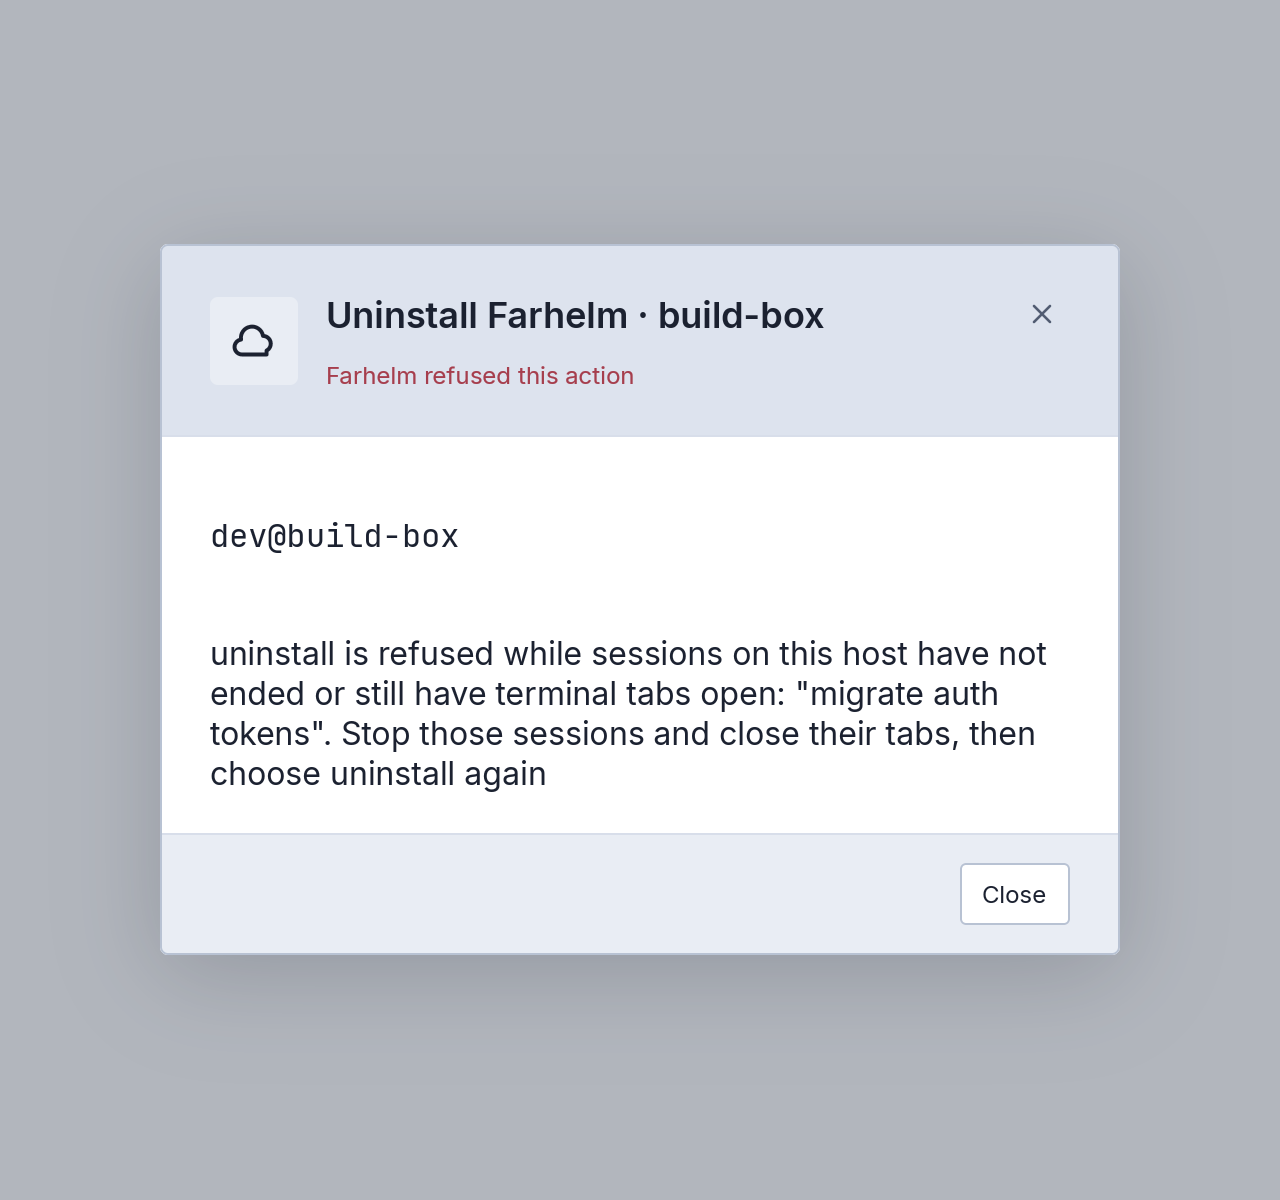 Uninstall Farhelm · build-box
Farhelm refused this action
dev@build-box
uninstall is refused while sessions on this host have not
ended or still have terminal tabs open: "migrate auth
tokens". Stop those sessions and close their tabs, then
choose uninstall again
Close